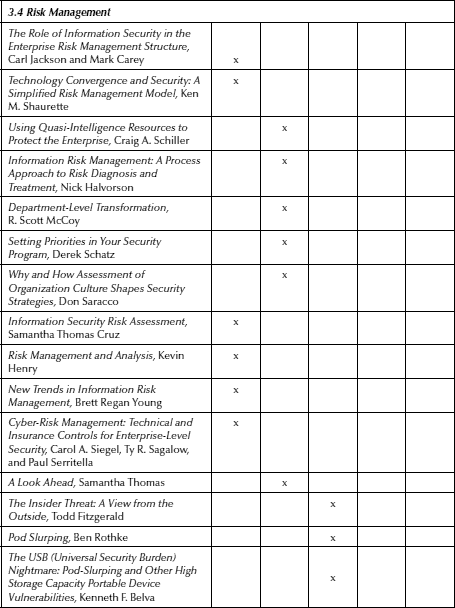 3.4 Risk Management
The Role of Information Security in the
Enterprise Risk Management Structure,
Carl Jackson and Mark Carey x
Technology Convergence and Security: A x
Simplified Risk Management Model, Ken
M. Shaurette
Using Quasi-Intelligence Resources to x
Protect the Enterprise, Craig A. Schiller
Information Risk Management: A Process x
Approach to Risk Diagnosis and
Treatment, Nick Halvorson
Department-Level Transformation, x
R. Scott McCoy
Setting Priorities in Your Security x
Program, Derek Schatz
Why and How Assessment of x
Organization Culture Shapes Security
Strategies, Don Saracco
Information Security Risk Assessment, x
Samantha Thomas Cruz
Risk Management and Analysis, Kevin x
Henry
New Trends in Information Risk x
Management, Brett Regan Young
Cyber-Risk Management: Technical and x
Insurance Controls for Enterprise-Level
Security, Carol A. Siegel, Ty R. Sagalow,
and Paul Serritella
A Look Ahead, Samantha Thomas x
The Insider Threat: A View from the x
Outside, Todd Fitzgerald
Pod Slurping, Ben Rothke x
The USB (Universal Security Burden)
Nightmare: Pod-Slurping and Other High
Storage Capacity Portable Device x
Vulnerabilities, Kenneth F. Belva